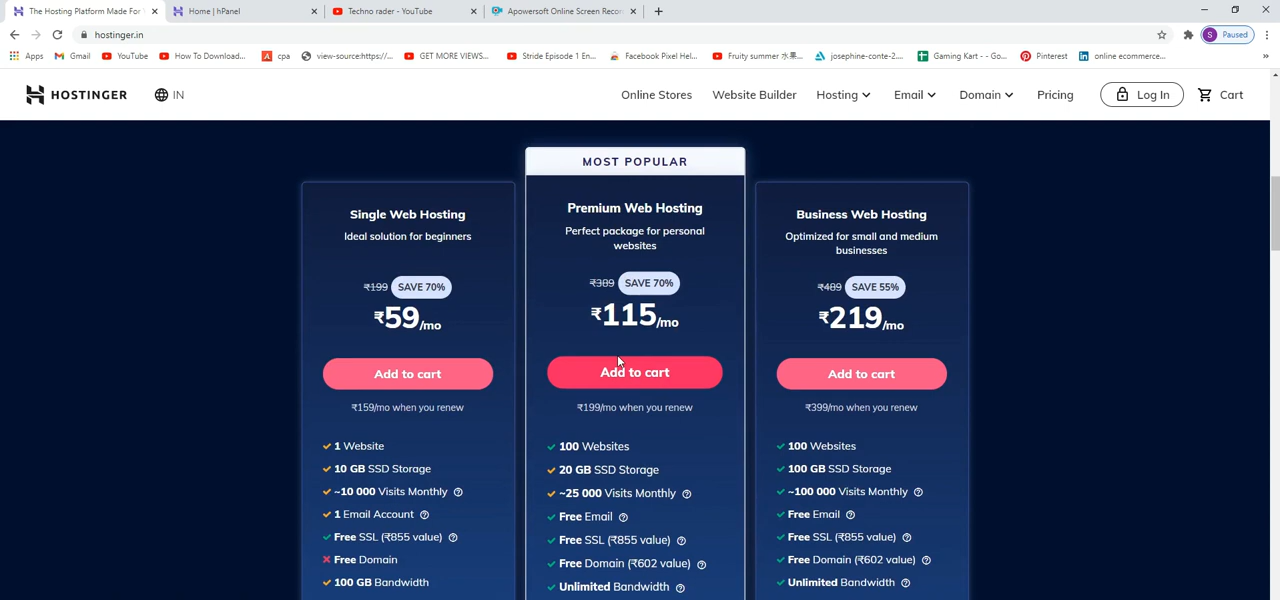 The Hosting Platform Made For
Home | hPanel
Techno rader - YouTube
Apowersoft Online Screen Recor
Paused
S
hostinger.in
Apps
Gmail
YouTube
How To Download...
cpa
view-source:https://...
GET MORE VIEWS...
Stride Episode 1 En...
Facebook Pixel Hel...
Fruity summer 水果...
josephine-conte-2....
Gaming Kart - - Go...
Pinterest
online ecommerce...
HOSTINGER
IN
Online Stores
Website Builder
Hosting
Email
Domain
Pricing
Log In
Cart
MOST POPULAR
Single Web Hosting
Ideal solution for beginners
₹199 SAVE 70%
₹59/mo
Add to cart
₹159/mo when you renew
1 Website
10 GB SSD Storage
~10 000 Visits Monthly
1 Email Account
Free SSL (₹855 value)
Free Domain
100 GB Bandwidth
Premium Web Hosting
Perfect package for personal
websites
₹389 SAVE 70%
₹115/mo
Add to cart
₹199/mo when you renew
100 Websites
20 GB SSD Storage
~25 000 Visits Monthly
Free Email
Free SSL (₹855 value)
Free Domain (₹602 value)
Unlimited Bandwidth
Business Web Hosting
Optimized for small and medium
businesses
₹489 SAVE 55%
₹219/mo
Add to cart
₹399/mo when you renew
100 Websites
100 GB SSD Storage
~100 000 Visits Monthly
Free Email
Free SSL (₹855 value)
Free Domain (₹602 value)
Unlimited Bandwidth